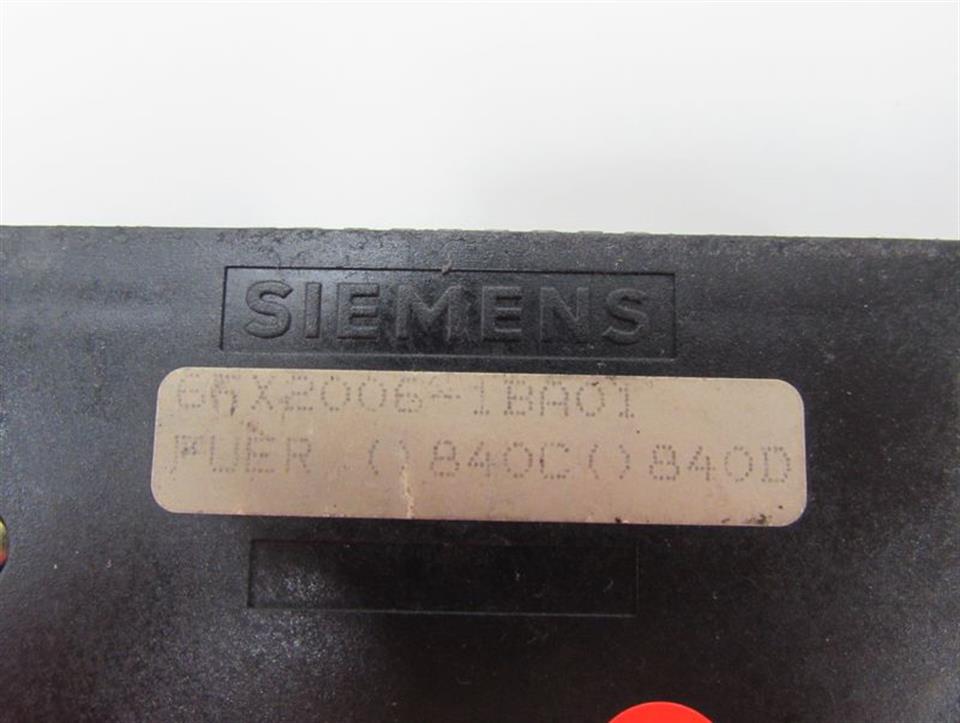 SIEMENS
6FX2006-1BA01
FUER ()840C()840D